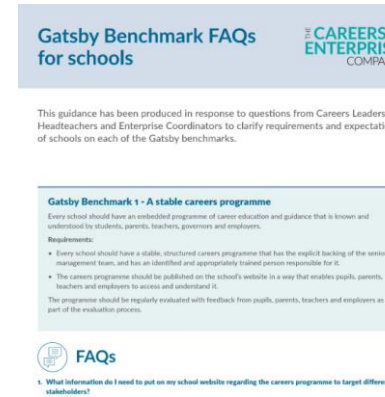 Gatsby Benchmark FAQs
for schools
THE CAREERS
ENTERPRIS
COMPA
This guidance has been produced in response to questions from Careers Leaders
Headteachers and Enterprise Coordinators to clarify requirements and expectati
of schools on each of the Gatsby benchmarks.
Gatsby Benchmark 1 - A stable careers programme
Every school should have an embedded programme of career education and guidance that is known and
understood by students, parents, teachers, governors and employers.
Requirements:
• Every school should have a stable, structured careers programme that has the explicit backing of the senio
management team, and has an identified and appropriately trained person responsible for it.
• The careers programme should be published on the school's website in a way that enables pupils, parents,
teachers and employers to access and understand it.
The programme should be regularly evaluated with feedback from pupils, parents, teachers and employers as
part of the evaluation process.
FAQs
1. What information do I need to put on my school website regarding the careers programme to target differe
stakeholders?